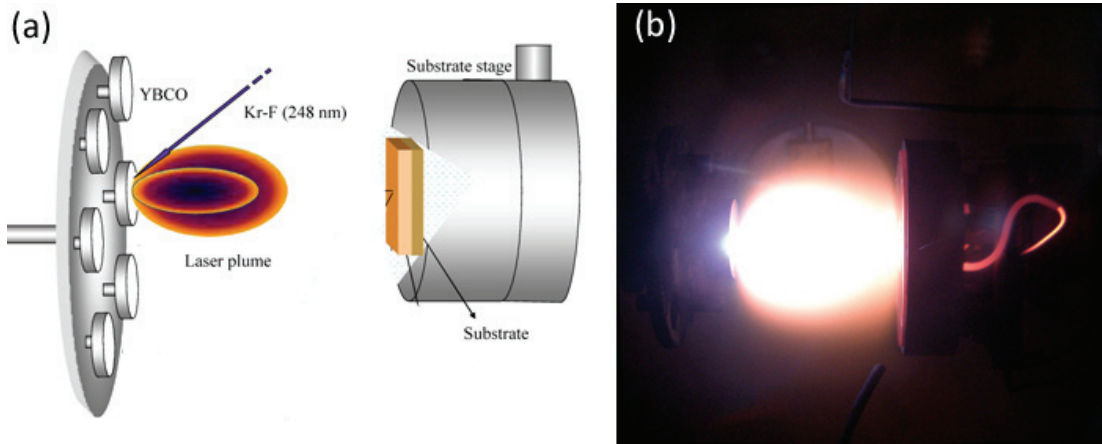 (a)
(b)
Substrate stage
YBCO
Kr-F (248 nm)
Laser plume
Substrate